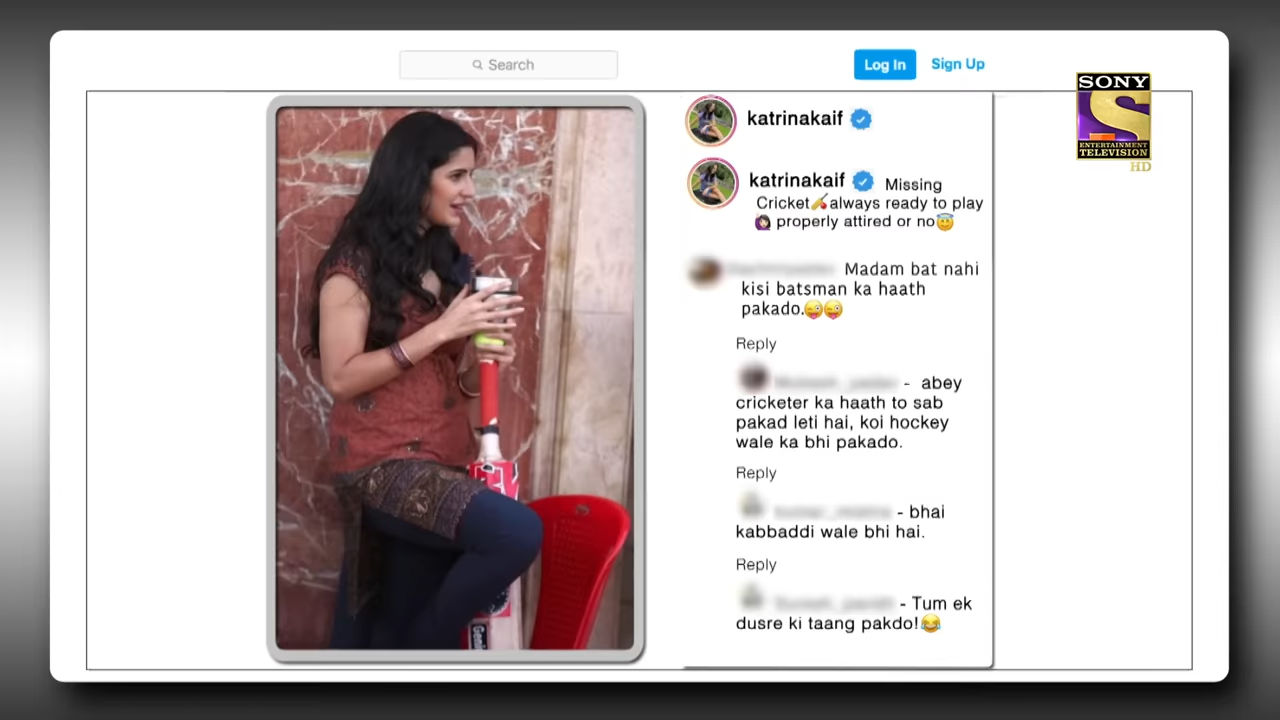 Search
Log In
Sign Up
SONY
S
ENTERTAINMENT
TELEVISION
HD
katrinakaif
katrinakaif Missing
Cricket🏏always ready to play
🙋🏻‍♀️ properly attired or no😇
Madam bat nahi
kisi batsman ka haath
pakado.😜😜
Reply
- abey
cricketer ka haath to sab
pakad leti hai, koi hockey
wale ka bhi pakado.
Reply
- bhai
kabbaddi wale bhi hai.
Reply
- Tum ek
dusre ki taang pakdo!😂